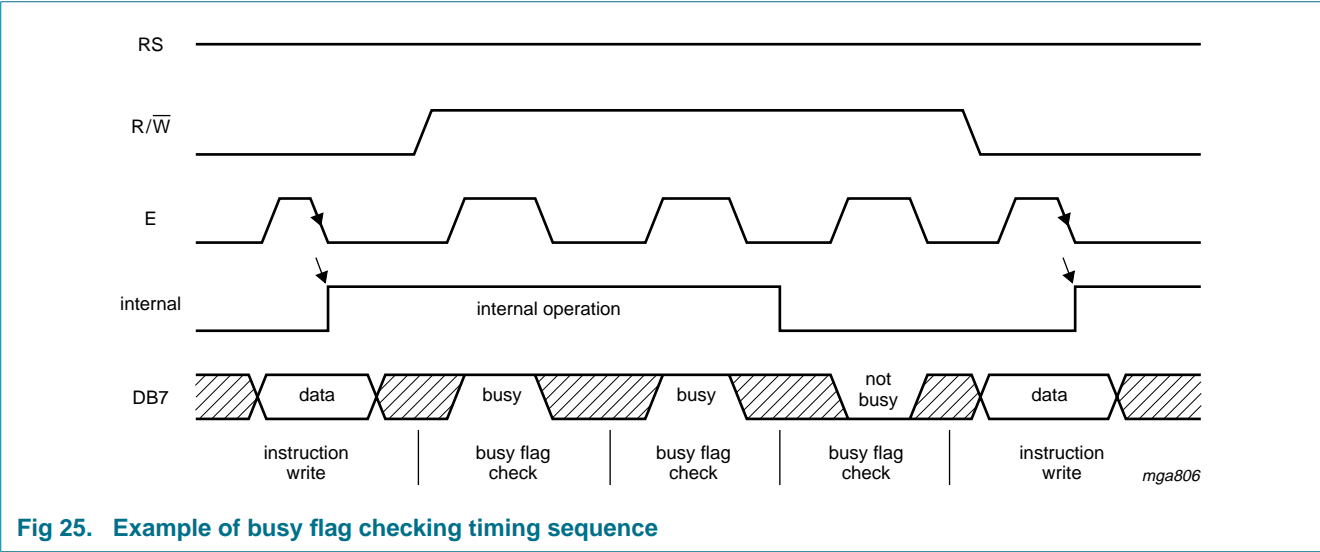 RS
R/W̅
E
internal
internal operation
DB7
data
busy
busy
not
busy
data
instruction
write
busy flag
check
busy flag
check
busy flag
check
instruction
write
mga806
Fig 25. Example of busy flag checking timing sequence